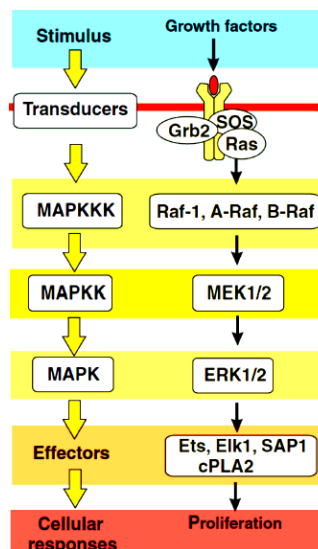 Stimulus
Growth factors
Transducers
Grb2
SOS
Ras
MAPKKK
Raf-1, A-Raf, B-Raf
MAPKK
MEK1/2
MAPK
ERK1/2
Effectors
Ets, Elk1, SAP1
cPLA2
Cellular
responses
Proliferation